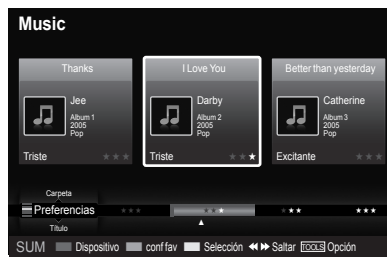 Music
Thanks
Jee
Album 1
2005
Pop
Triste
I Love You
Darby
Album 2
2005
Pop
Triste
Better than yesterday
Catherine
Album 3
2005
Pop
Excitante
Carpeta
Preferencias
Título
SUM Dispositivo conf fav Selección Saltar TOOLS Opción